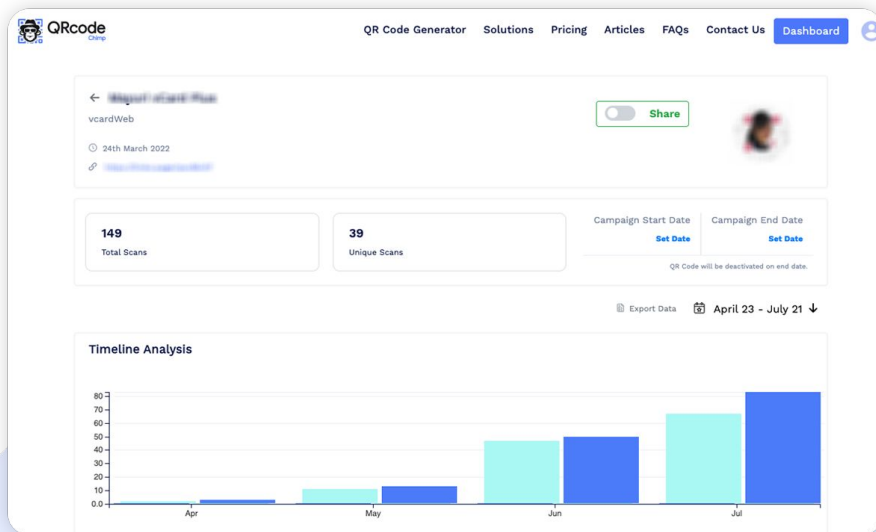 QRcode
Chimp
QR Code Generator Solutions Pricing Articles FAQs Contact Us Dashboard
vcardWeb
Share
24th March 2022
149
Total Scans
39
Unique Scans
Campaign Start Date Campaign End Date
Set Date Set Date
QR Code will be deactivated on end date.
Export Data April 23 - July 21
Timeline Analysis
80
70
60
50
40
30
20
10
0.0
Apr May Jun Jul